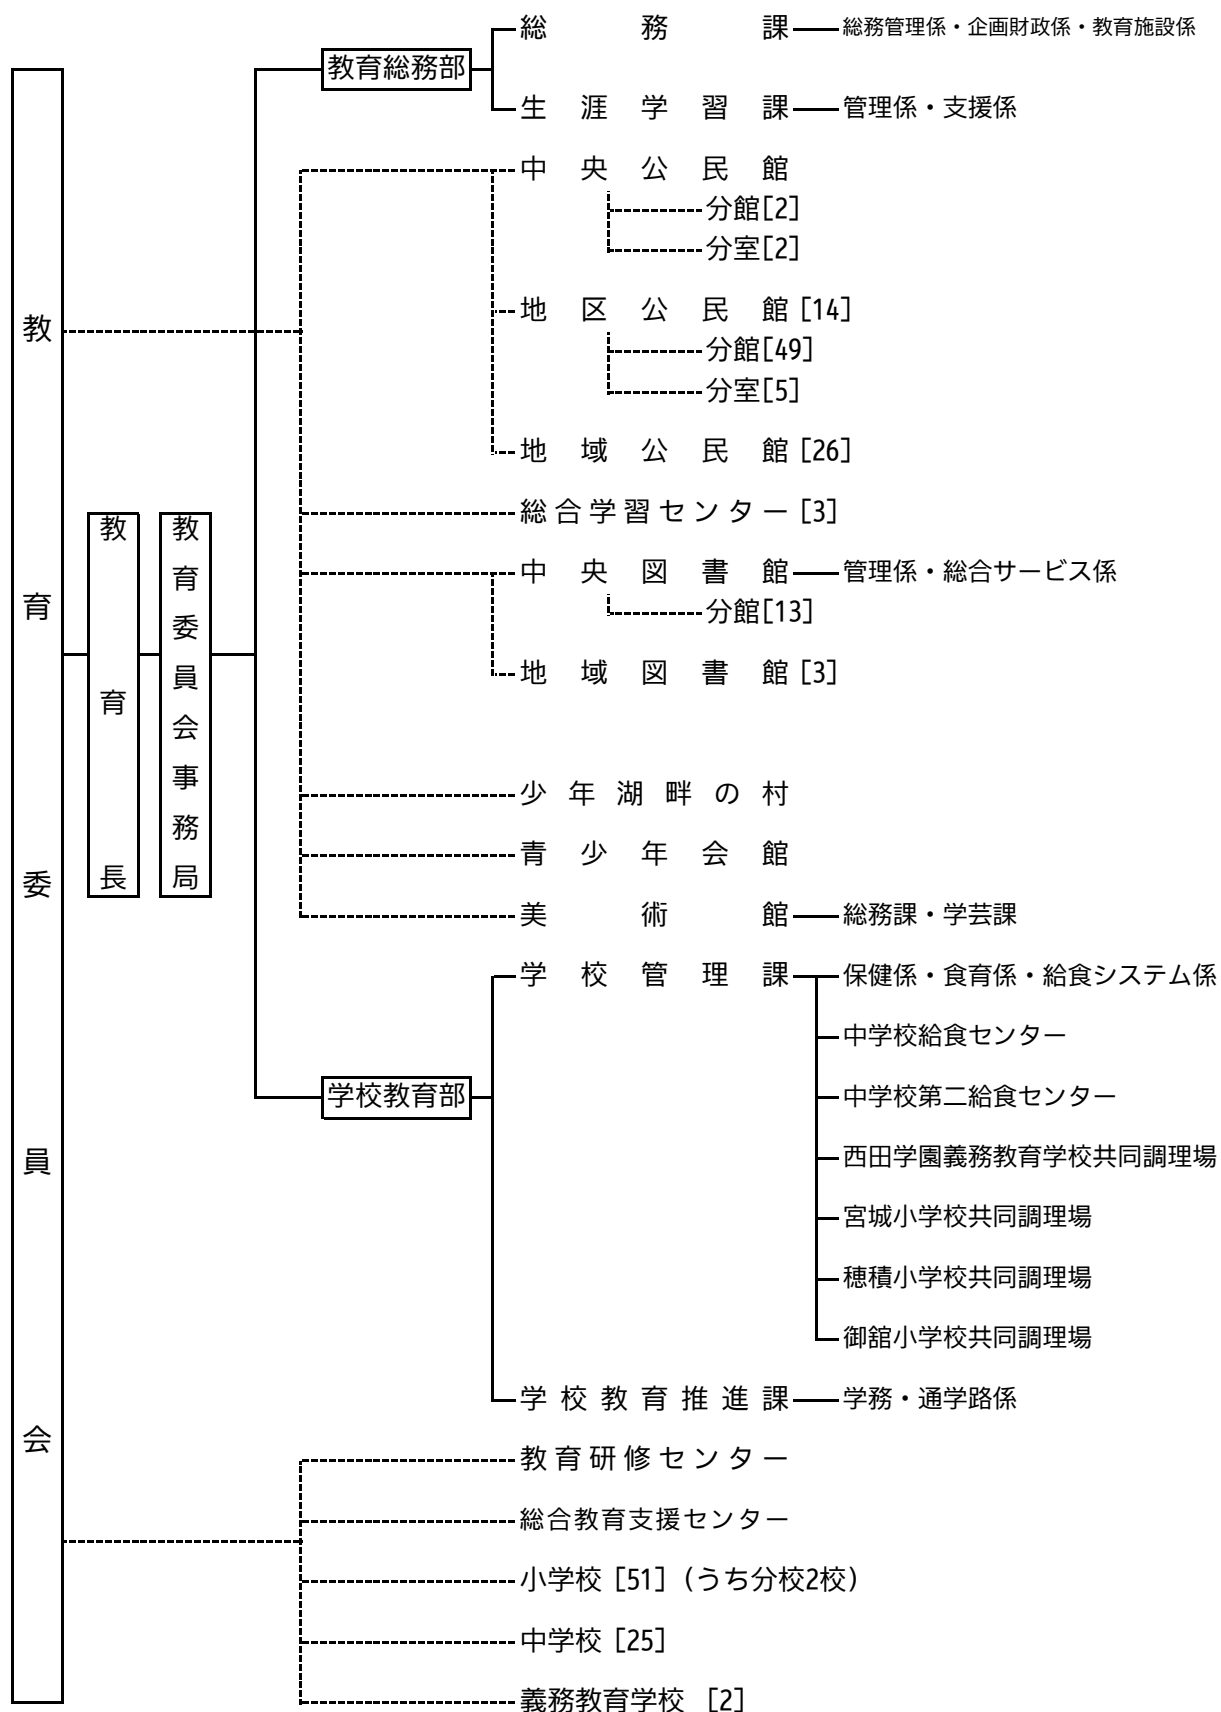 総務課 総務管理係・企画財政係・教育施設係
教育総務部
生涯学習課 管理係・支援係
中央公民館
分館[2]
分室[2]
地区公民館[14]
分館[49]
分室[5]
地域公民館[26]
総合学習センター[3]
中央図書館 管理係・総合サービス係
分館[13]
地域図書館[3]
教育委員会
教育長
教育委員会事務局
少年湖畔の村
青少年会館
美術館 総務課・学芸課
学校管理課 保健係・食育係・給食システム係
中学校給食センター
学校教育部
中学校第二給食センター
西田学園義務教育学校共同調理場
宮城小学校共同調理場
穂積小学校共同調理場
御舘小学校共同調理場
学校教育推進課 学務・通学路係
教育研修センター
総合教育支援センター
小学校[51](うち分校2校)
中学校[25]
義務教育学校 [2]